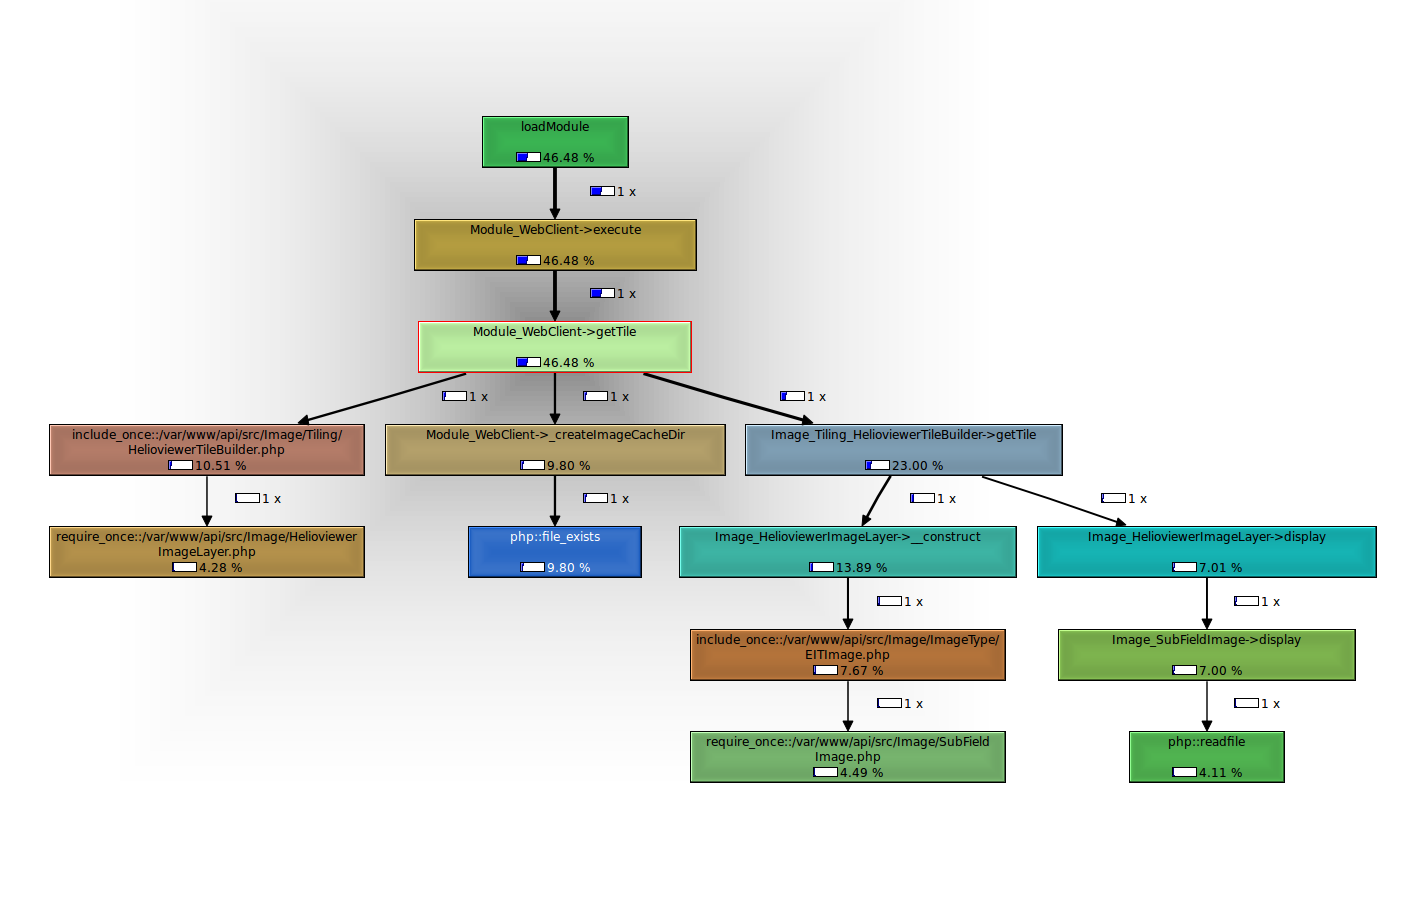 loadModule
46.48 %
1 x
Module_WebClient->execute
46.48 %
1 x
Module_WebClient->getTile
46.48 %
1 x
1 x
1 x
include_once::/var/www/api/src/Image/Tiling/
HelioviewerTileBuilder.php
10.51 %
Module_WebClient->_createImageCacheDir
9.80 %
Image_Tiling_HelioviewerTileBuilder->getTile
23.00 %
1 x
1 x
1 x
1 x
require_once::/var/www/api/src/Image/Helioviewer
ImageLayer.php
4.28 %
php::file_exists
9.80 %
Image_HelioviewerImageLayer->__construct
13.89 %
Image_HelioviewerImageLayer->display
7.01 %
1 x
1 x
include_once::/var/www/api/src/Image/ImageType/
EITImage.php
7.67 %
Image_SubFieldImage->display
7.00 %
1 x
1 x
require_once::/var/www/api/src/Image/SubField
Image.php
4.49 %
php::readfile
4.11 %